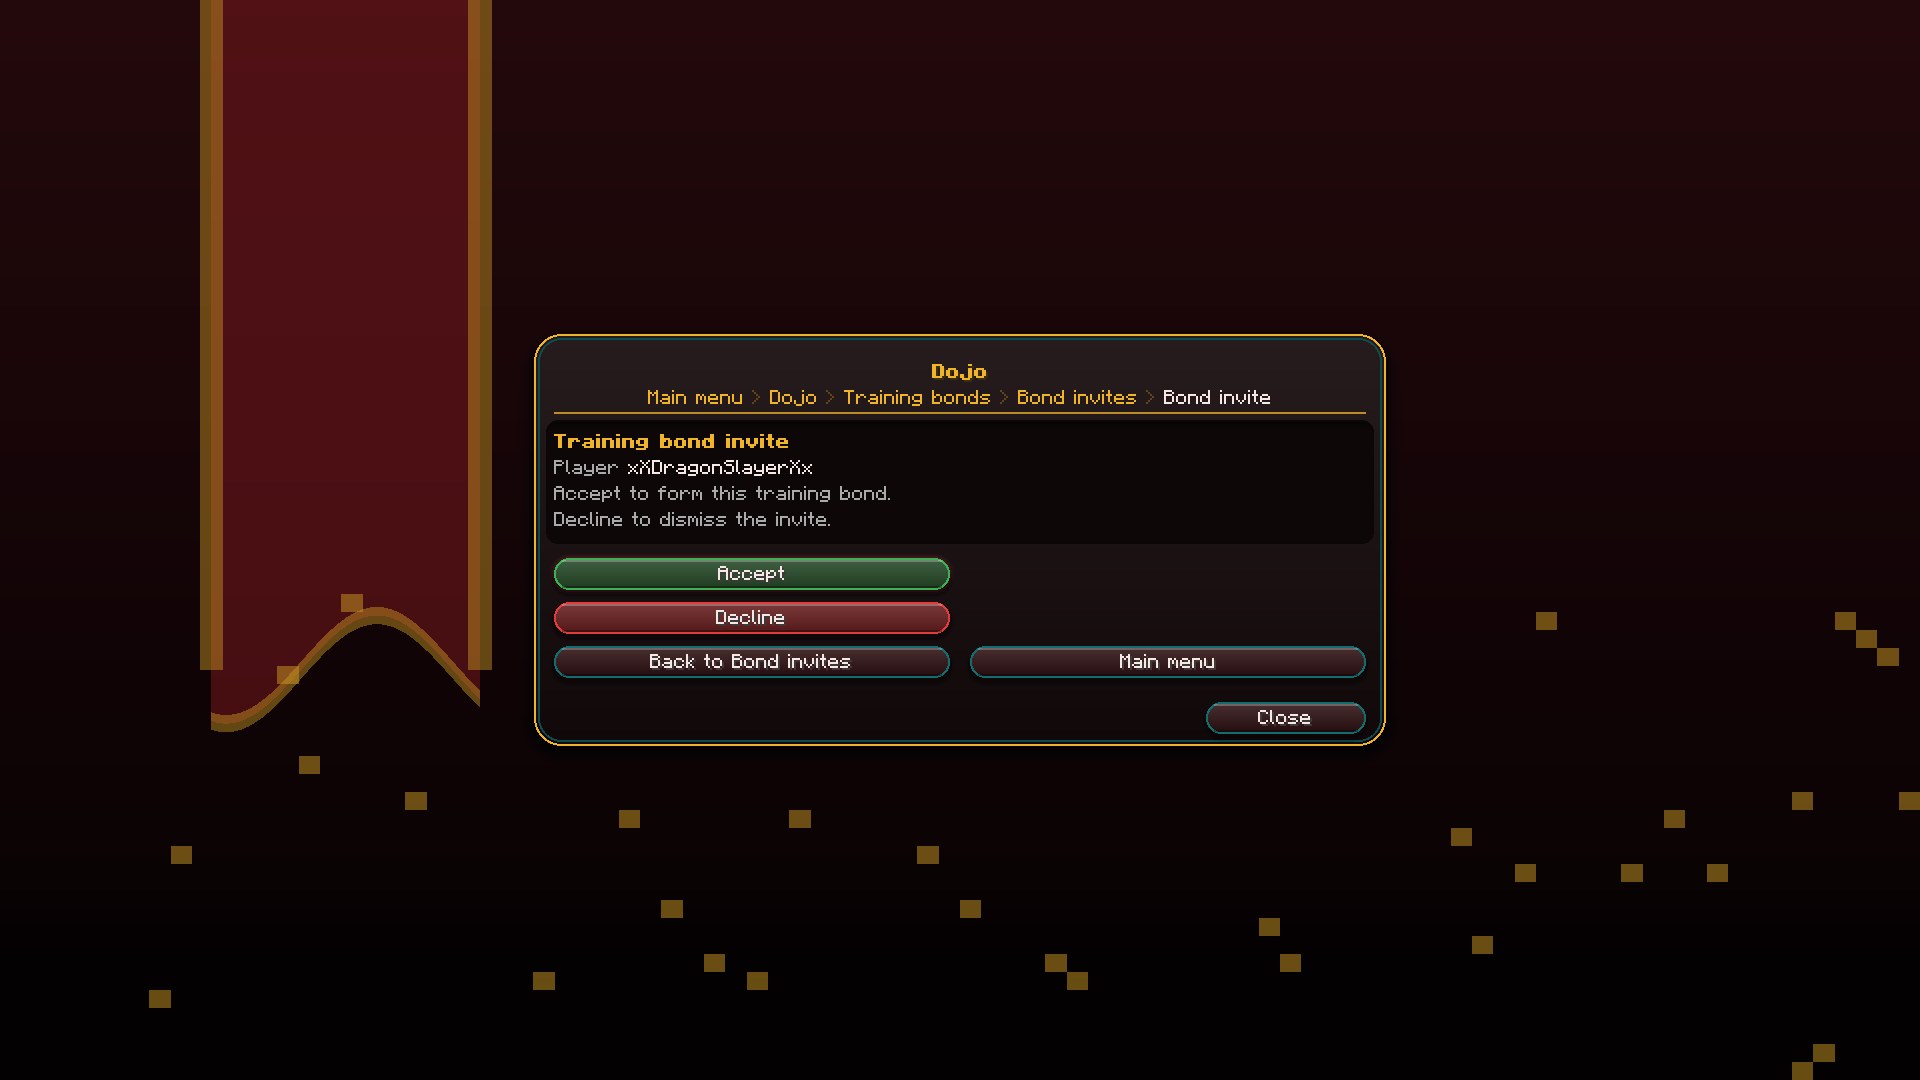 Dojo
Main menu > Dojo > Training bonds > Bond invites > Bond invite
Training bond invite
Player xXDragonSlayerXx
Accept to form this training bond.
Decline to dismiss the invite.
Accept
Decline
Back to Bond invites
Main menu
Close